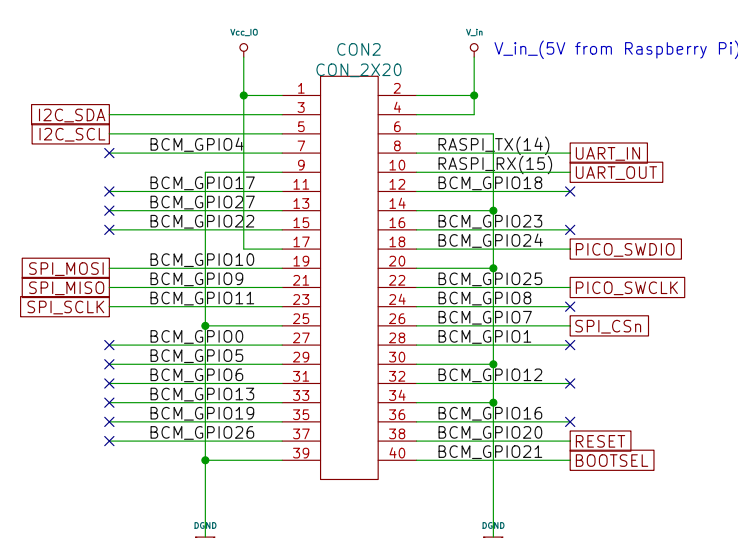 Vcc_IO
V_in
V_in_(5V from Raspberry Pi)
CON2
CON_2X20
1 2
I2C_SDA 3 4
I2C_SCL 5 6
BCM_GPIO4 7 8 RASPI_TX(14) UART_IN
9 10 RASPI_RX(15) UART_OUT
BCM_GPIO17 11 12 BCM_GPIO18
BCM_GPIO27 13 14
BCM_GPIO22 15 16 BCM_GPIO23
17 18 BCM_GPIO24 PICO_SWDIO
SPI_MOSI BCM_GPIO10 19 20
SPI_MISO BCM_GPIO9 21 22 BCM_GPIO25 PICO_SWCLK
SPI_SCLK BCM_GPIO11 23 24 BCM_GPIO8
25 26 BCM_GPIO7 SPI_CSn
BCM_GPIO0 27 28 BCM_GPIO1
BCM_GPIO5 29 30
BCM_GPIO6 31 32 BCM_GPIO12
BCM_GPIO13 33 34
BCM_GPIO19 35 36 BCM_GPIO16
BCM_GPIO26 37 38 BCM_GPIO20 RESET
39 40 BCM_GPIO21 BOOTSEL
DGND DGND